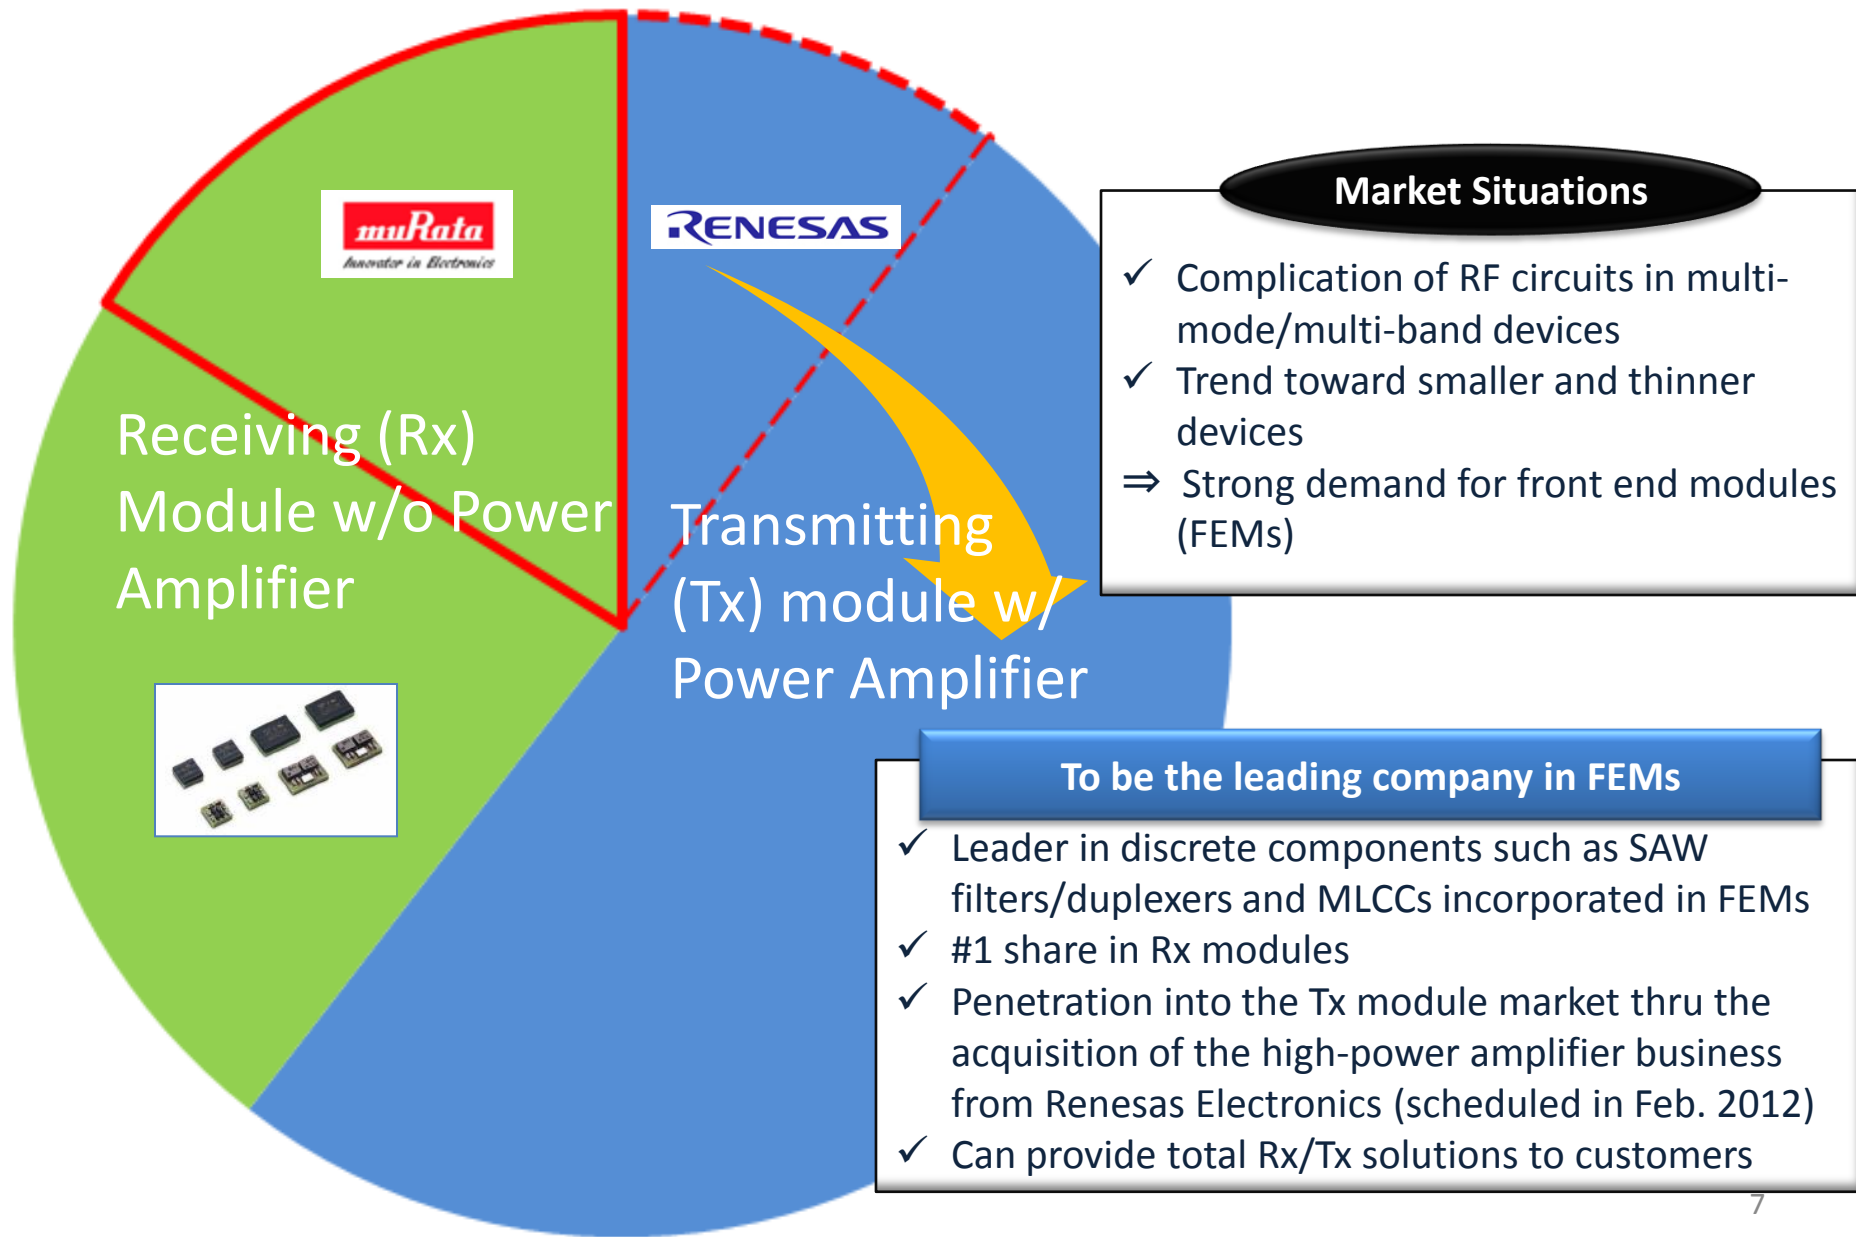 muRata
Innovator in Electronics
RENESAS
Receiving (Rx)
Module w/o Power
Amplifier
Transmitting
(Tx) module w/
Power Amplifier
Market Situations
✓ Complication of RF circuits in multi-
mode/multi-band devices
✓ Trend toward smaller and thinner
devices
⇒ Strong demand for front end modules
(FEMs)
To be the leading company in FEMs
✓ Leader in discrete components such as SAW
filters/duplexers and MLCCs incorporated in FEMs
✓ #1 share in Rx modules
✓ Penetration into the Tx module market thru the
acquisition of the high-power amplifier business
from Renesas Electronics (scheduled in Feb. 2012)
✓ Can provide total Rx/Tx solutions to customers
7